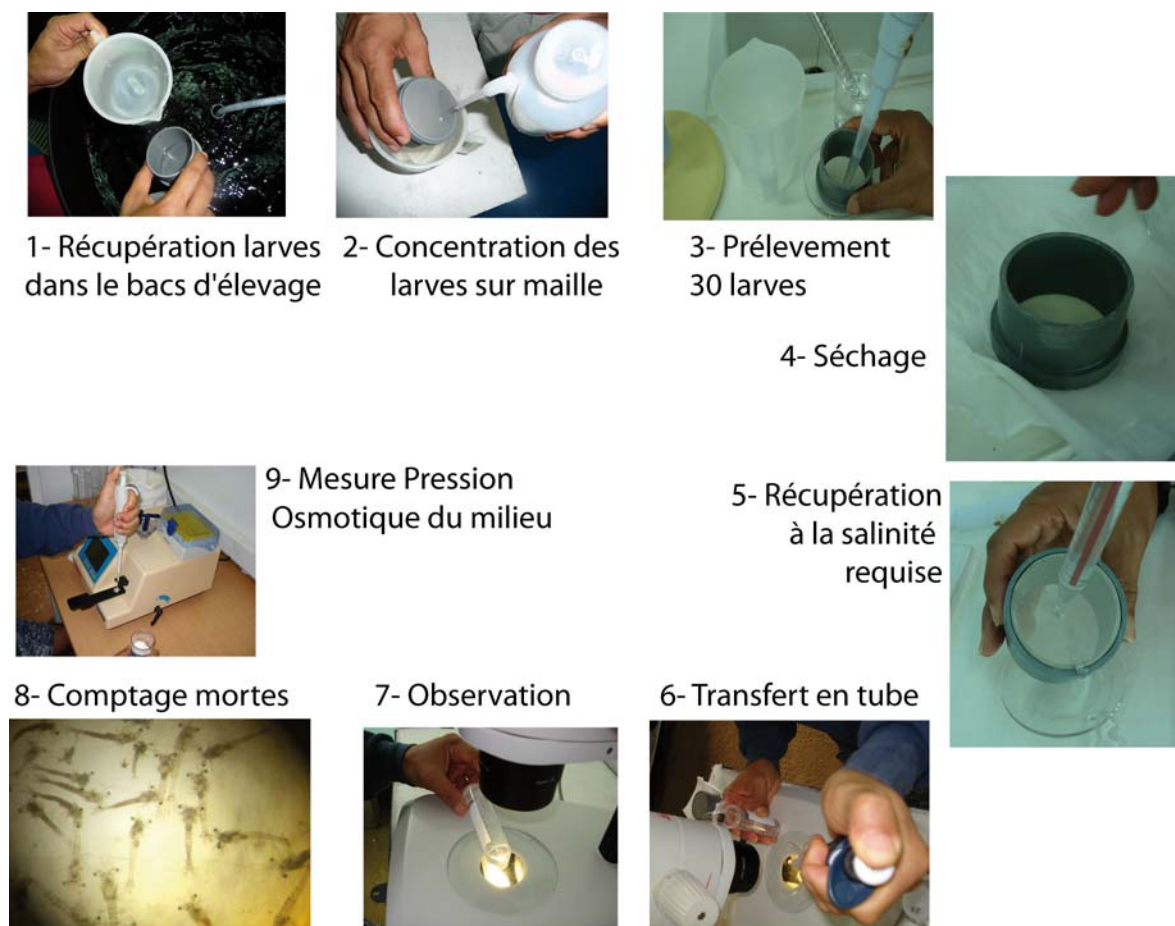 1- Récupération larves
dans le bacs d'élevage
2- Concentration des
larves sur maille
3- Prélevement
30 larves
4- Séchage
5- Récupération
à la salinité
requise
6- Transfert en tube
7- Observation
8- Comptage mortes
9- Mesure Pression
Osmotique du milieu